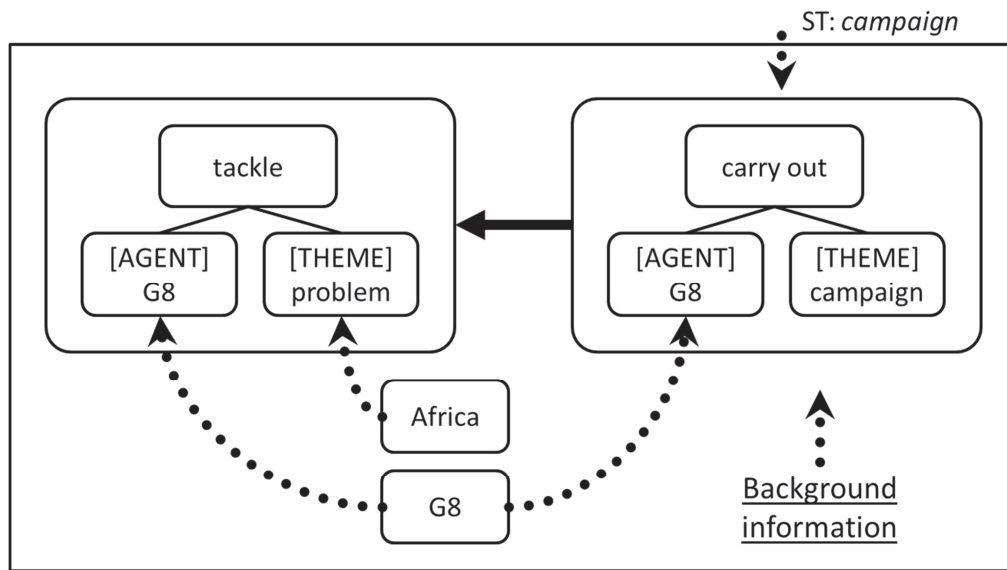 ST: campaign
tackle
[AGENT]
G8
[THEME]
problem
carry out
[AGENT]
G8
[THEME]
campaign
Africa
G8
Background
information